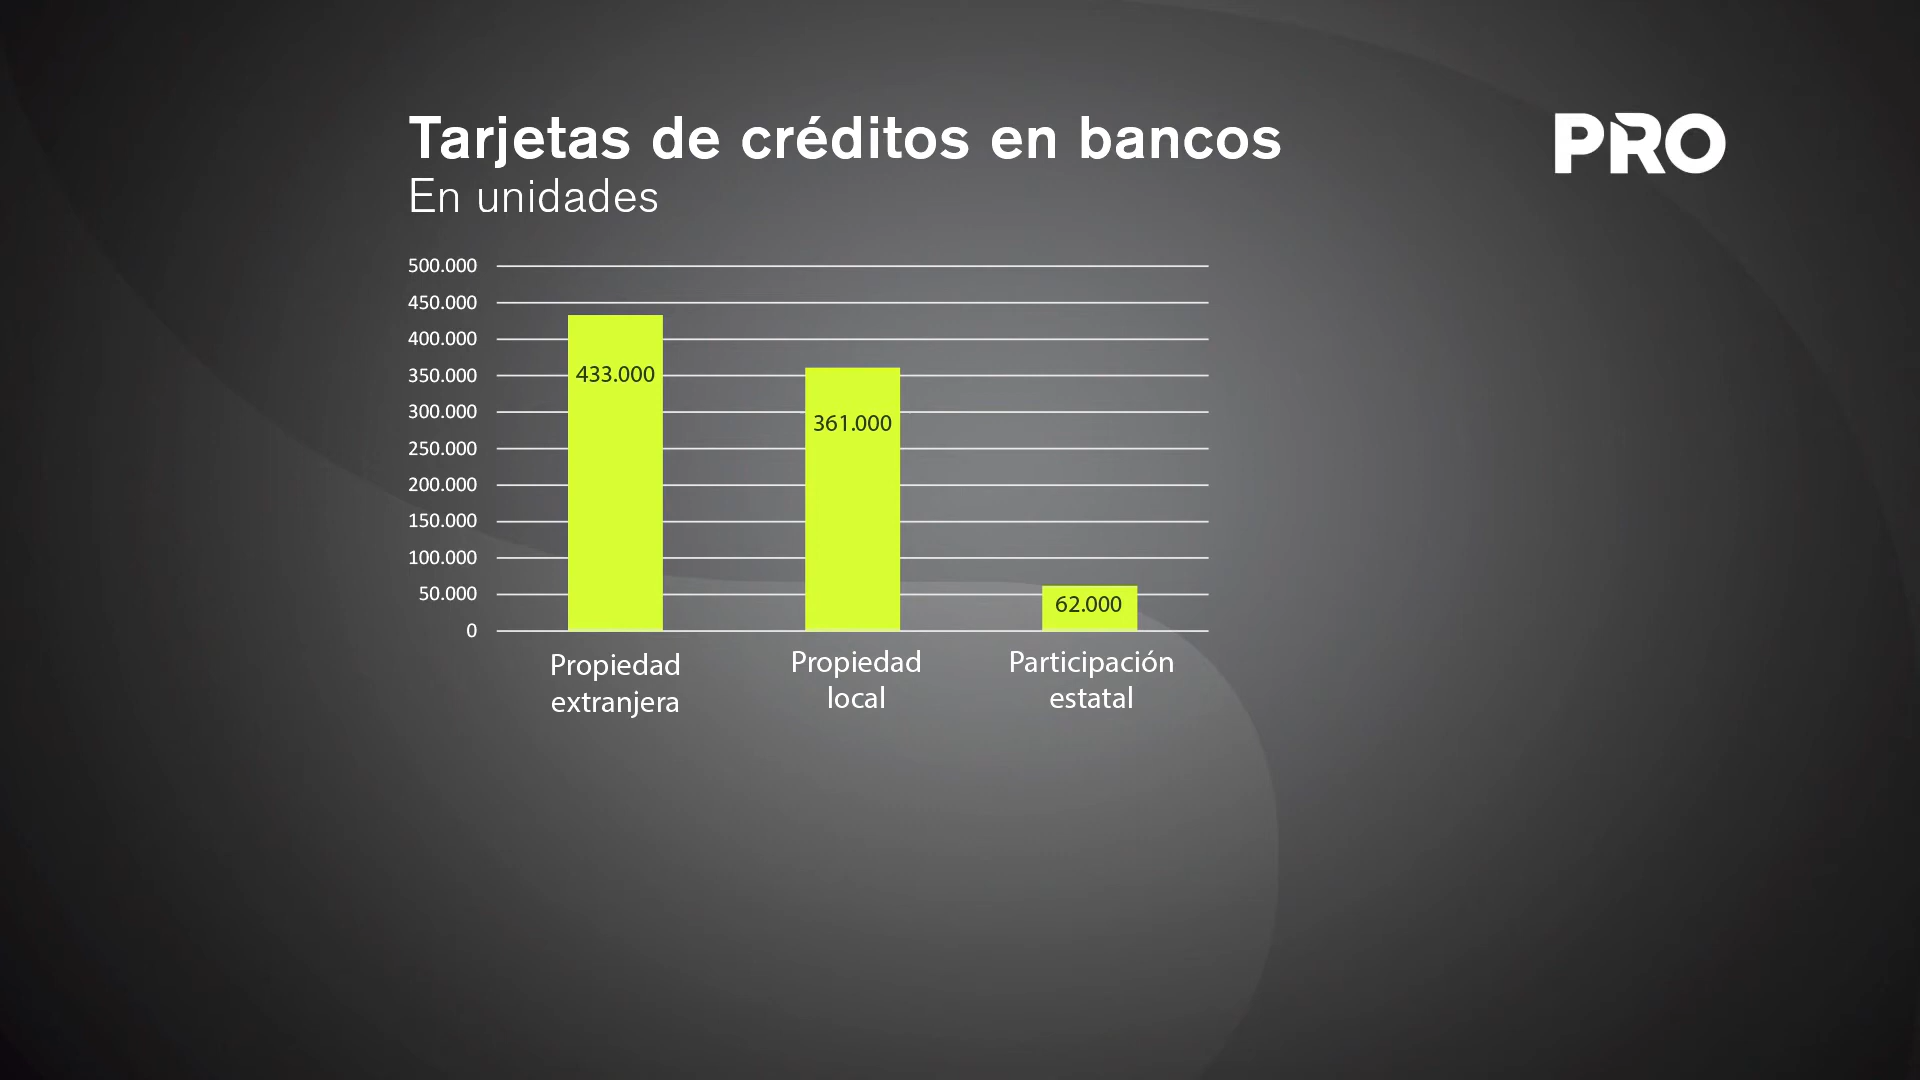 Tarjetas de créditos en bancos
En unidades
PRO
500.000
450.000
400.000
350.000
300.000
250.000
200.000
150.000
100.000
50.000
0
433.000
361.000
62.000
Propiedad
extranjera
Propiedad
local
Participación
estatal